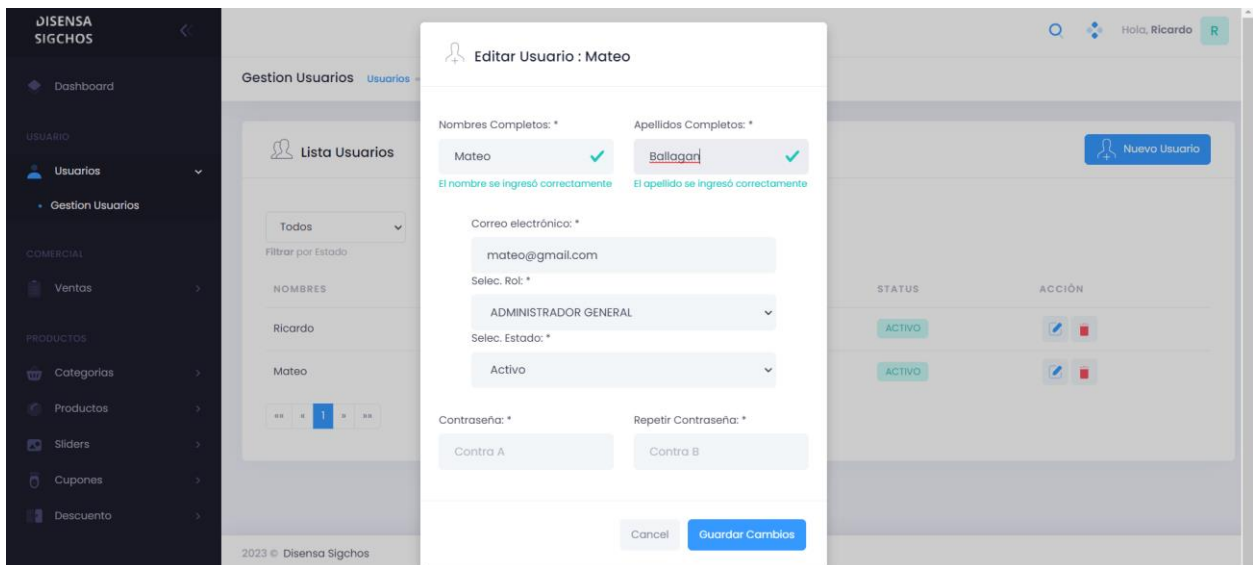 DISENSA
SIGCHOS
Hola, Ricardo R
Dashboard
USUARIO
Usuarios
Gestion Usuarios
COMERCIAL
Ventas
PRODUCTOS
Categorias
Productos
Sliders
Cupones
Descuento
Gestion Usuarios Usuarios -
Lista Usuarios
Nuevo Usuario
Todos
Filtrar por Estado
NOMBRES STATUS ACCIÓN
Ricardo ACTIVO
Mateo ACTIVO
«« « 1 » »»
2023 © Disensa Sigchos
Editar Usuario : Mateo
Nombres Completos: * Apellidos Completos: *
Mateo Ballagan
El nombre se ingresó correctamente El apellido se ingresó correctamente
Correo electrónico: *
mateo@gmail.com
Selec. Rol: *
ADMINISTRADOR GENERAL
Selec. Estado: *
Activo
Contraseña: * Repetir Contraseña: *
Contra A Contra B
Cancel Guardar Cambios